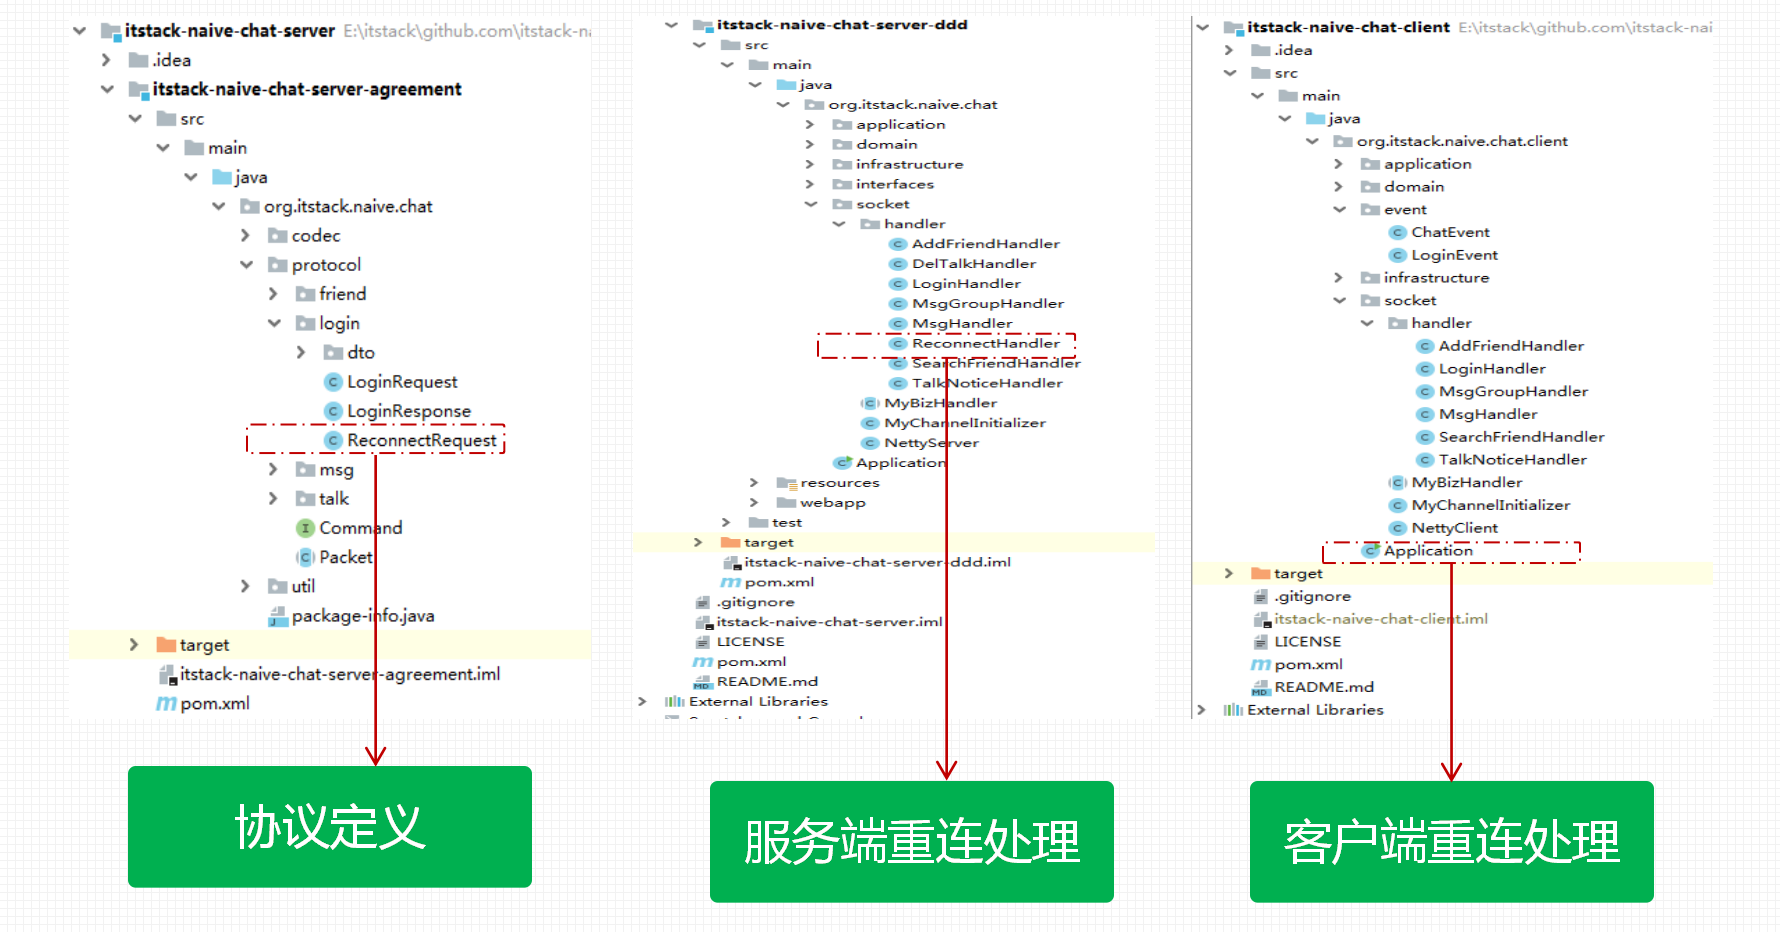 itstack-naive-chat-server E:\itstack\github.com\itstack-na
.idea
itstack-naive-chat-server-agreement
src
main
java
org.itstack.naive.chat
codec
protocol
friend
login
dto
LoginRequest
LoginResponse
ReconnectRequest
msg
talk
Command
Packet
util
package-info.java
target
itstack-naive-chat-server-agreement.iml
pom.xml
协议定义
itstack-naive-chat-server-ddd
src
main
java
org.itstack.naive.chat
application
domain
infrastructure
interfaces
socket
handler
AddFriendHandler
DelTalkHandler
LoginHandler
MsgGroupHandler
MsgHandler
ReconnectHandler
SearchFriendHandler
TalkNoticeHandler
MyBizHandler
MyChannelInitializer
NettyServer
Application
resources
webapp
test
target
itstack-naive-chat-server-ddd.iml
pom.xml
.gitignore
itstack-naive-chat-server.iml
LICENSE
pom.xml
README.md
External Libraries
服务端重连处理
itstack-naive-chat-client E:\itstack\github.com\itstack-nai
.idea
src
main
java
org.itstack.naive.chat.client
application
domain
event
ChatEvent
LoginEvent
infrastructure
socket
handler
AddFriendHandler
LoginHandler
MsgGroupHandler
MsgHandler
SearchFriendHandler
TalkNoticeHandler
MyBizHandler
MyChannelInitializer
NettyClient
Application
target
.gitignore
itstack-naive-chat-client.iml
LICENSE
pom.xml
README.md
External Libraries
客户端重连处理